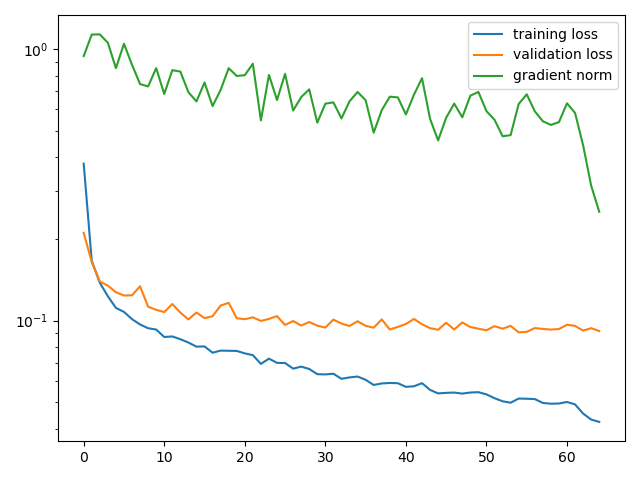 training loss
validation loss
gradient norm
10⁰
10⁻¹
0 10 20 30 40 50 60